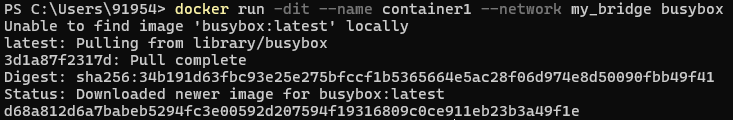 PS C:\Users\91954> docker run -dit --name container1 --network my_bridge busybox
Unable to find image 'busybox:latest' locally
latest: Pulling from library/busybox
3d1a87f2317d: Pull complete
Digest: sha256:34b191d63fbc93e25e275bfccf1b5365664e5ac28f06d974e8d50090fbb49f41
Status: Downloaded newer image for busybox:latest
d68a812d6a7babeb5294fc3e00592d207594f19316809c0ce911eb23b3a49f1e